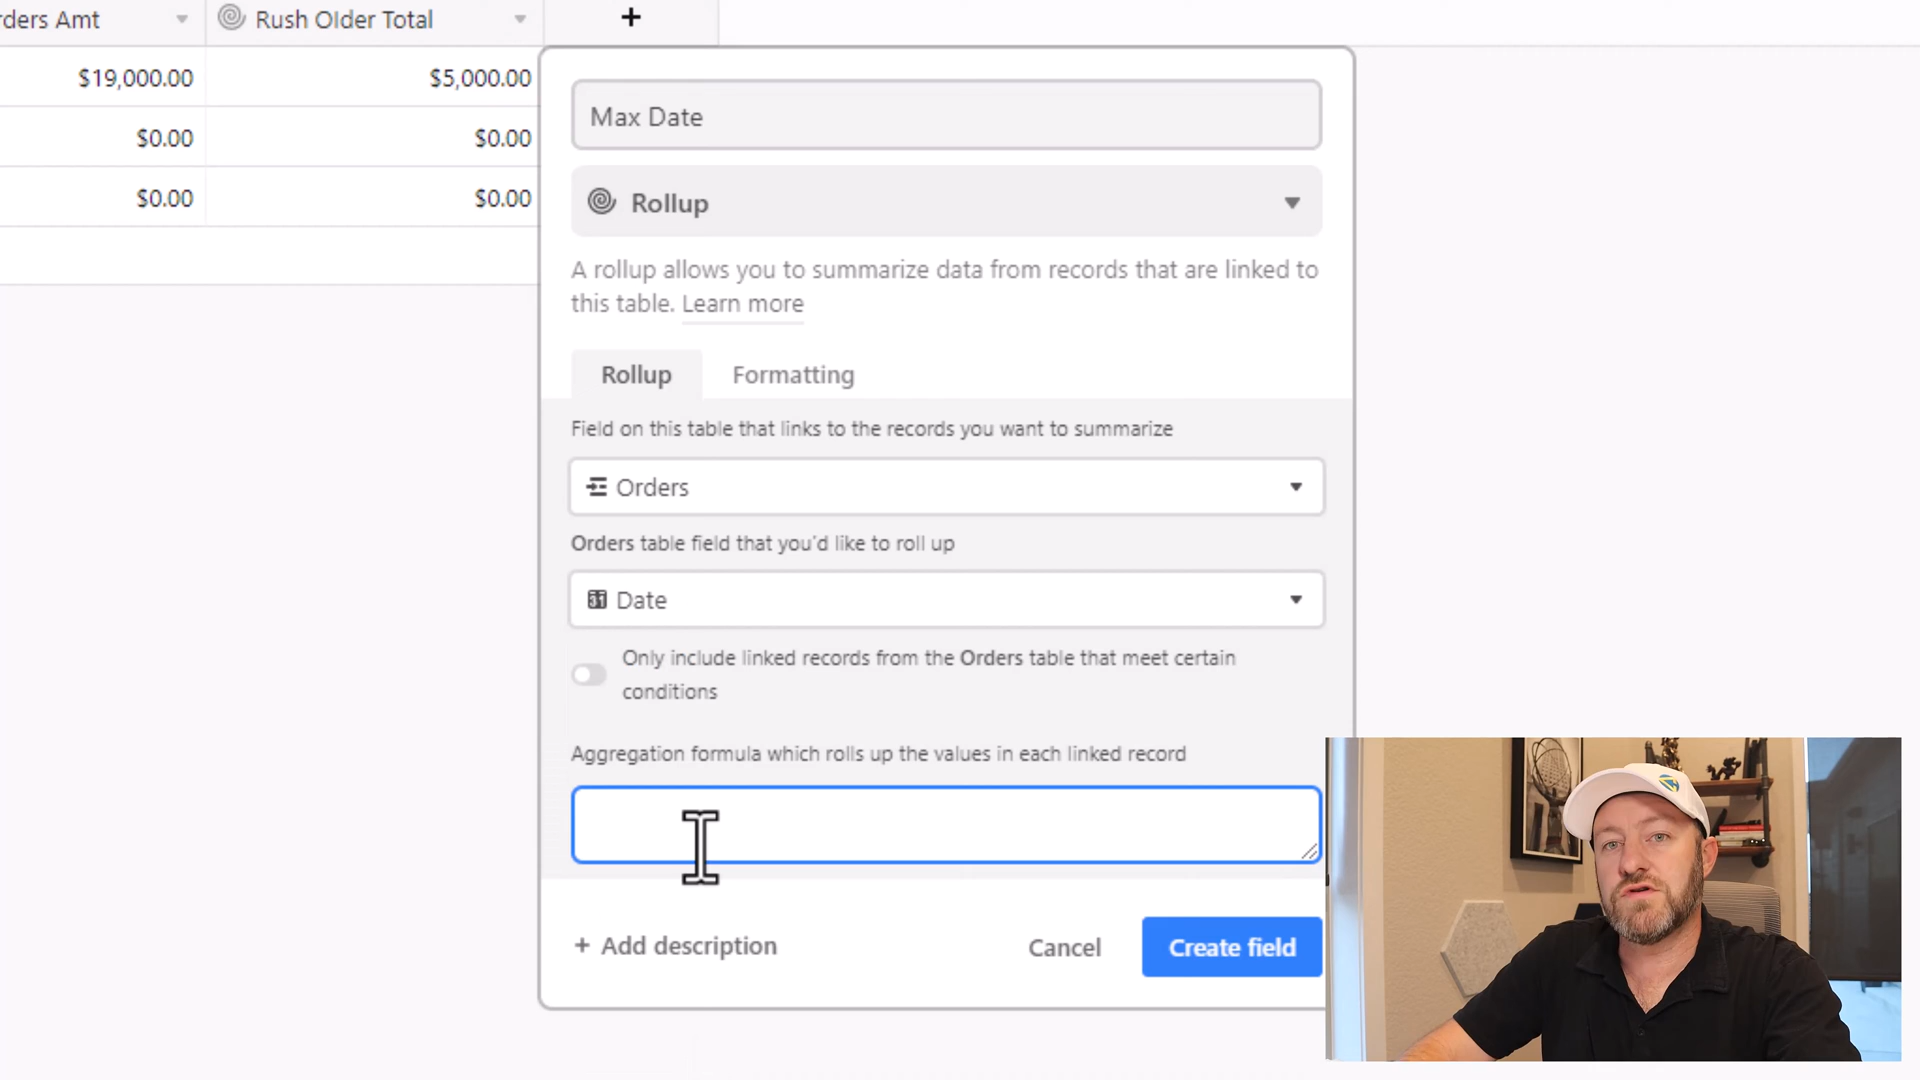 rders Amt
Rush Older Total
+
$19,000.00
$5,000.00
$0.00
$0.00
$0.00
$0.00
Max Date
Rollup
A rollup allows you to summarize data from records that are linked to
this table. Learn more
Rollup
Formatting
Field on this table that links to the records you want to summarize
Orders
Orders table field that you'd like to roll up
31 Date
Only include linked records from the Orders table that meet certain
conditions
Aggregation formula which rolls up the values in each linked record
+ Add description
Cancel
Create field